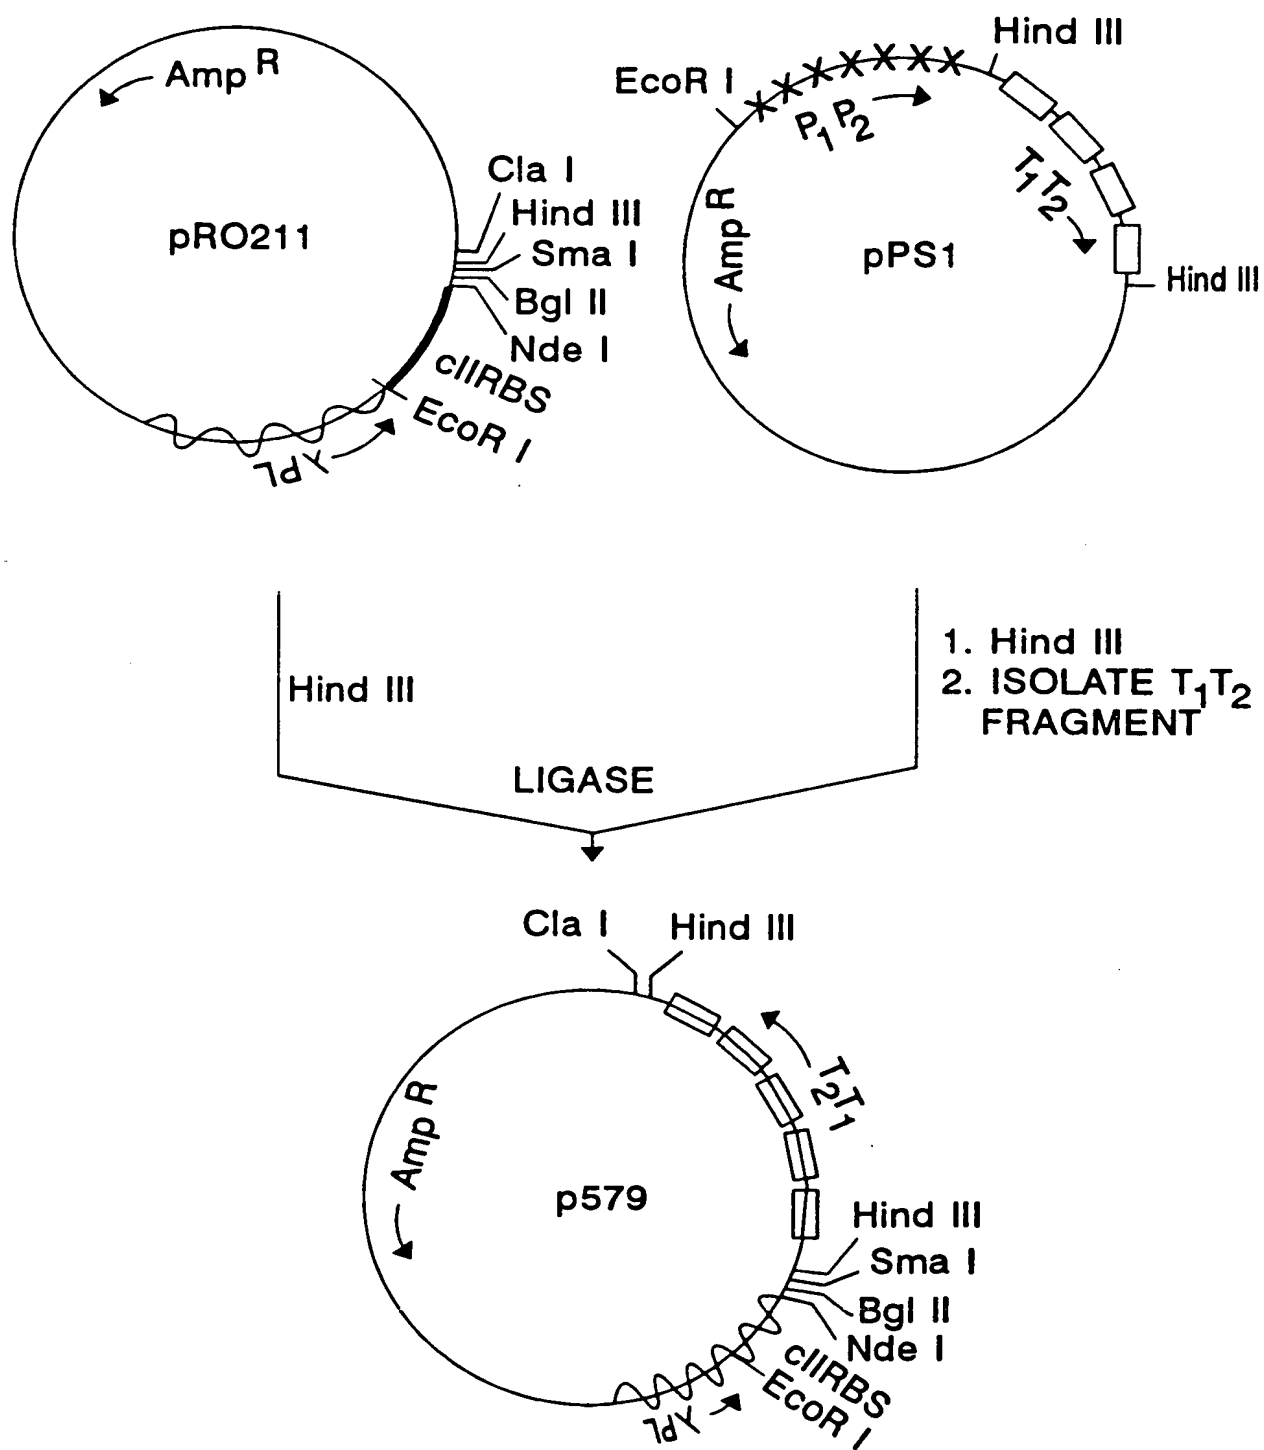 Amp R
pRO211
Cla I
Hind III
Sma I
Bgl II
Nde I
cIIRBS
EcoR I
λPL
EcoR I
P1P2
Hind III
T1T2
Amp R
pPS1
Hind III
Hind III
1. Hind III
2. ISOLATE T1T2
FRAGMENT
LIGASE
Cla I
Hind III
T2T1
Amp R
p579
Hind III
Sma I
Bgl II
Nde I
cIIRBS
EcoR I
λPL